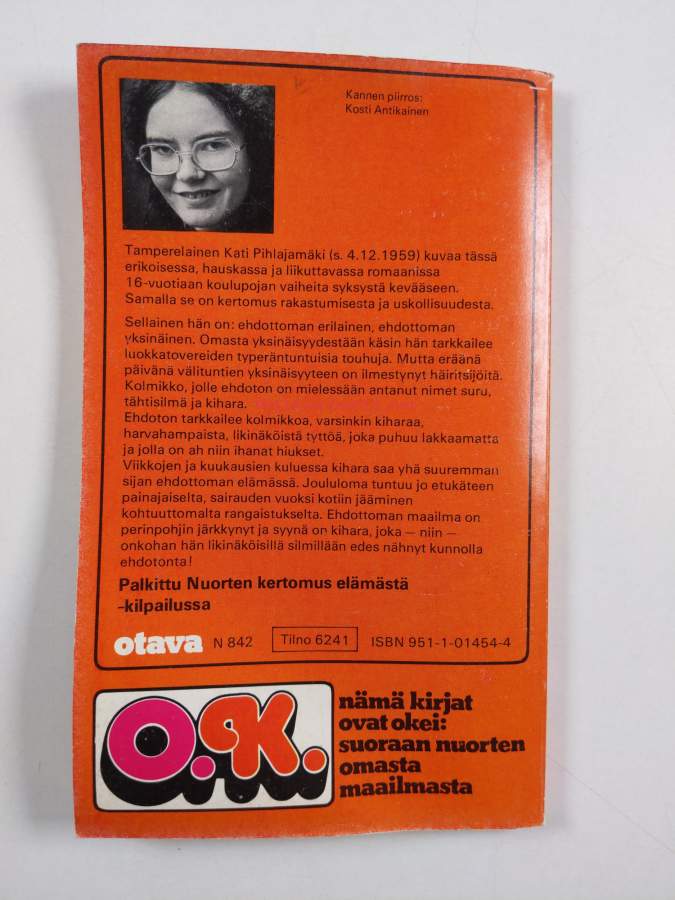 Kannen piirros:
Kosti Antikainen
Tamperelainen Kati Pihlajamäki (s. 4.12.1959) kuvaa tässä
erikoisessa, hauskassa ja liikuttavassa romaanissa
16-vuotiaan koulupojan vaiheita syksystä kevääseen.
Samalla se on kertomus rakastumisesta ja uskollisuudesta.
Sellainen hän on: ehdottoman erilainen, ehdottoman
yksinäinen. Omasta yksinäisyydestään käsin hän tarkkailee
luokkatovereiden typeräntuntuisia touhuja. Mutta eräänä
päivänä välituntien yksinäisyyteen on ilmestynyt häiritsijöitä.
Kolmikko, jolle ehdoton on mielessään antanut nimet suru,
tähtisilmä ja kihara.
Ehdoton tarkkailee kolmikkoa, varsinkin kiharaa,
harvahampaista, likinäköistä tyttöä, joka puhuu lakkaamatta
ja jolla on ah niin ihanat hiukset.
Viikkojen ja kuukausien kuluessa kihara saa yhä suuremman
sijan ehdottoman elämässä. Joululoma tuntuu jo etukäteen
painajaiselta, sairauden vuoksi kotiin jääminen
kohtuuttomalta rangaistukselta. Ehdottoman maailma on
perinpohjin järkkynyt ja syynä on kihara, joka — niin —
onkohan hän likinäköisillä silmillään edes nähnyt kunnolla
ehdotonta!
Palkittu Nuorten kertomus elämästä
-kilpailussa
otava N 842 Tilno 6241 ISBN 951-1-01454-4
O.K.
nämä kirjat
ovat okei:
suoraan nuorten
omasta
maailmasta